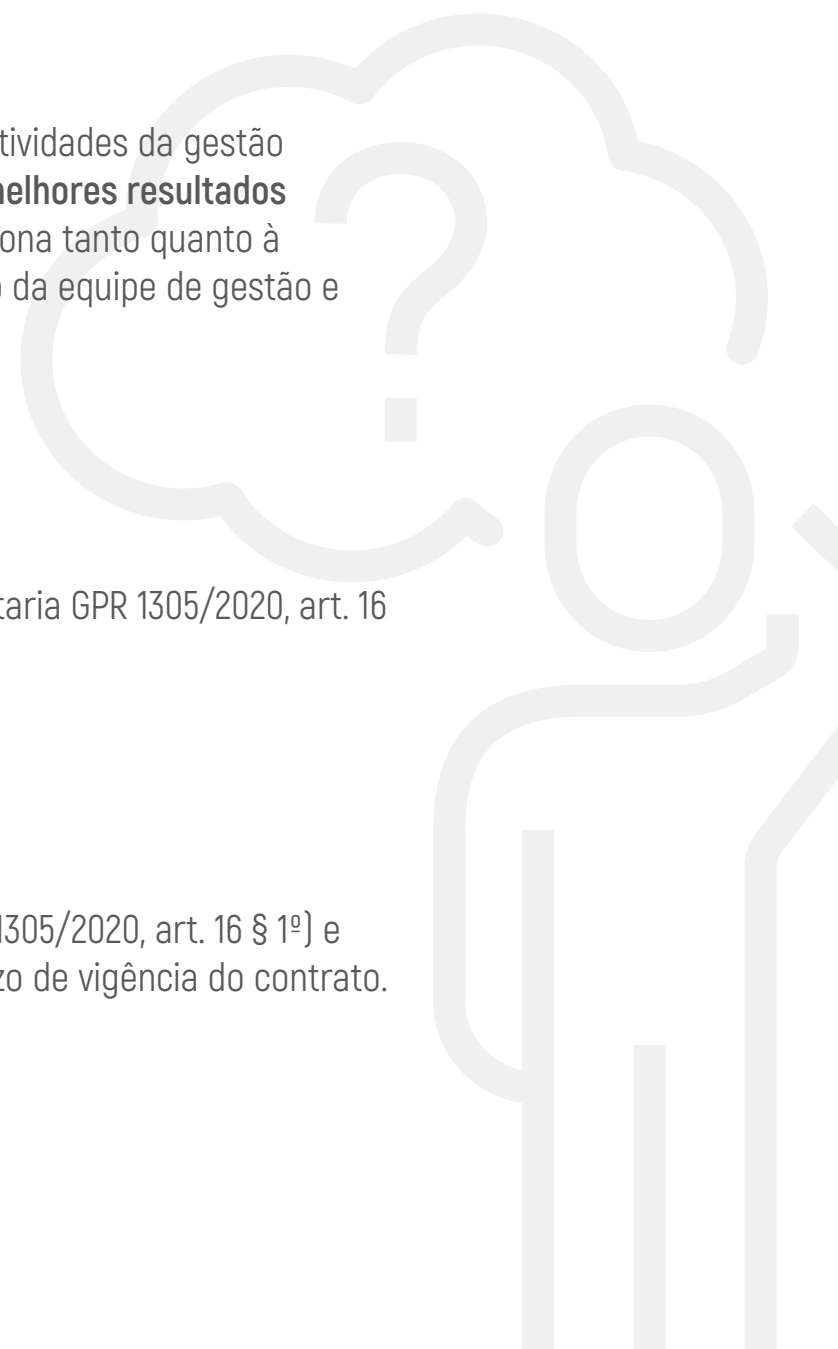 tividades da gestão
nelhores resultados
ona tanto quanto à
o da equipe de gestão e
taria GPR 1305/2020, art. 16
1305/2020, art. 16 § 1º) e
zo de vigência do contrato.